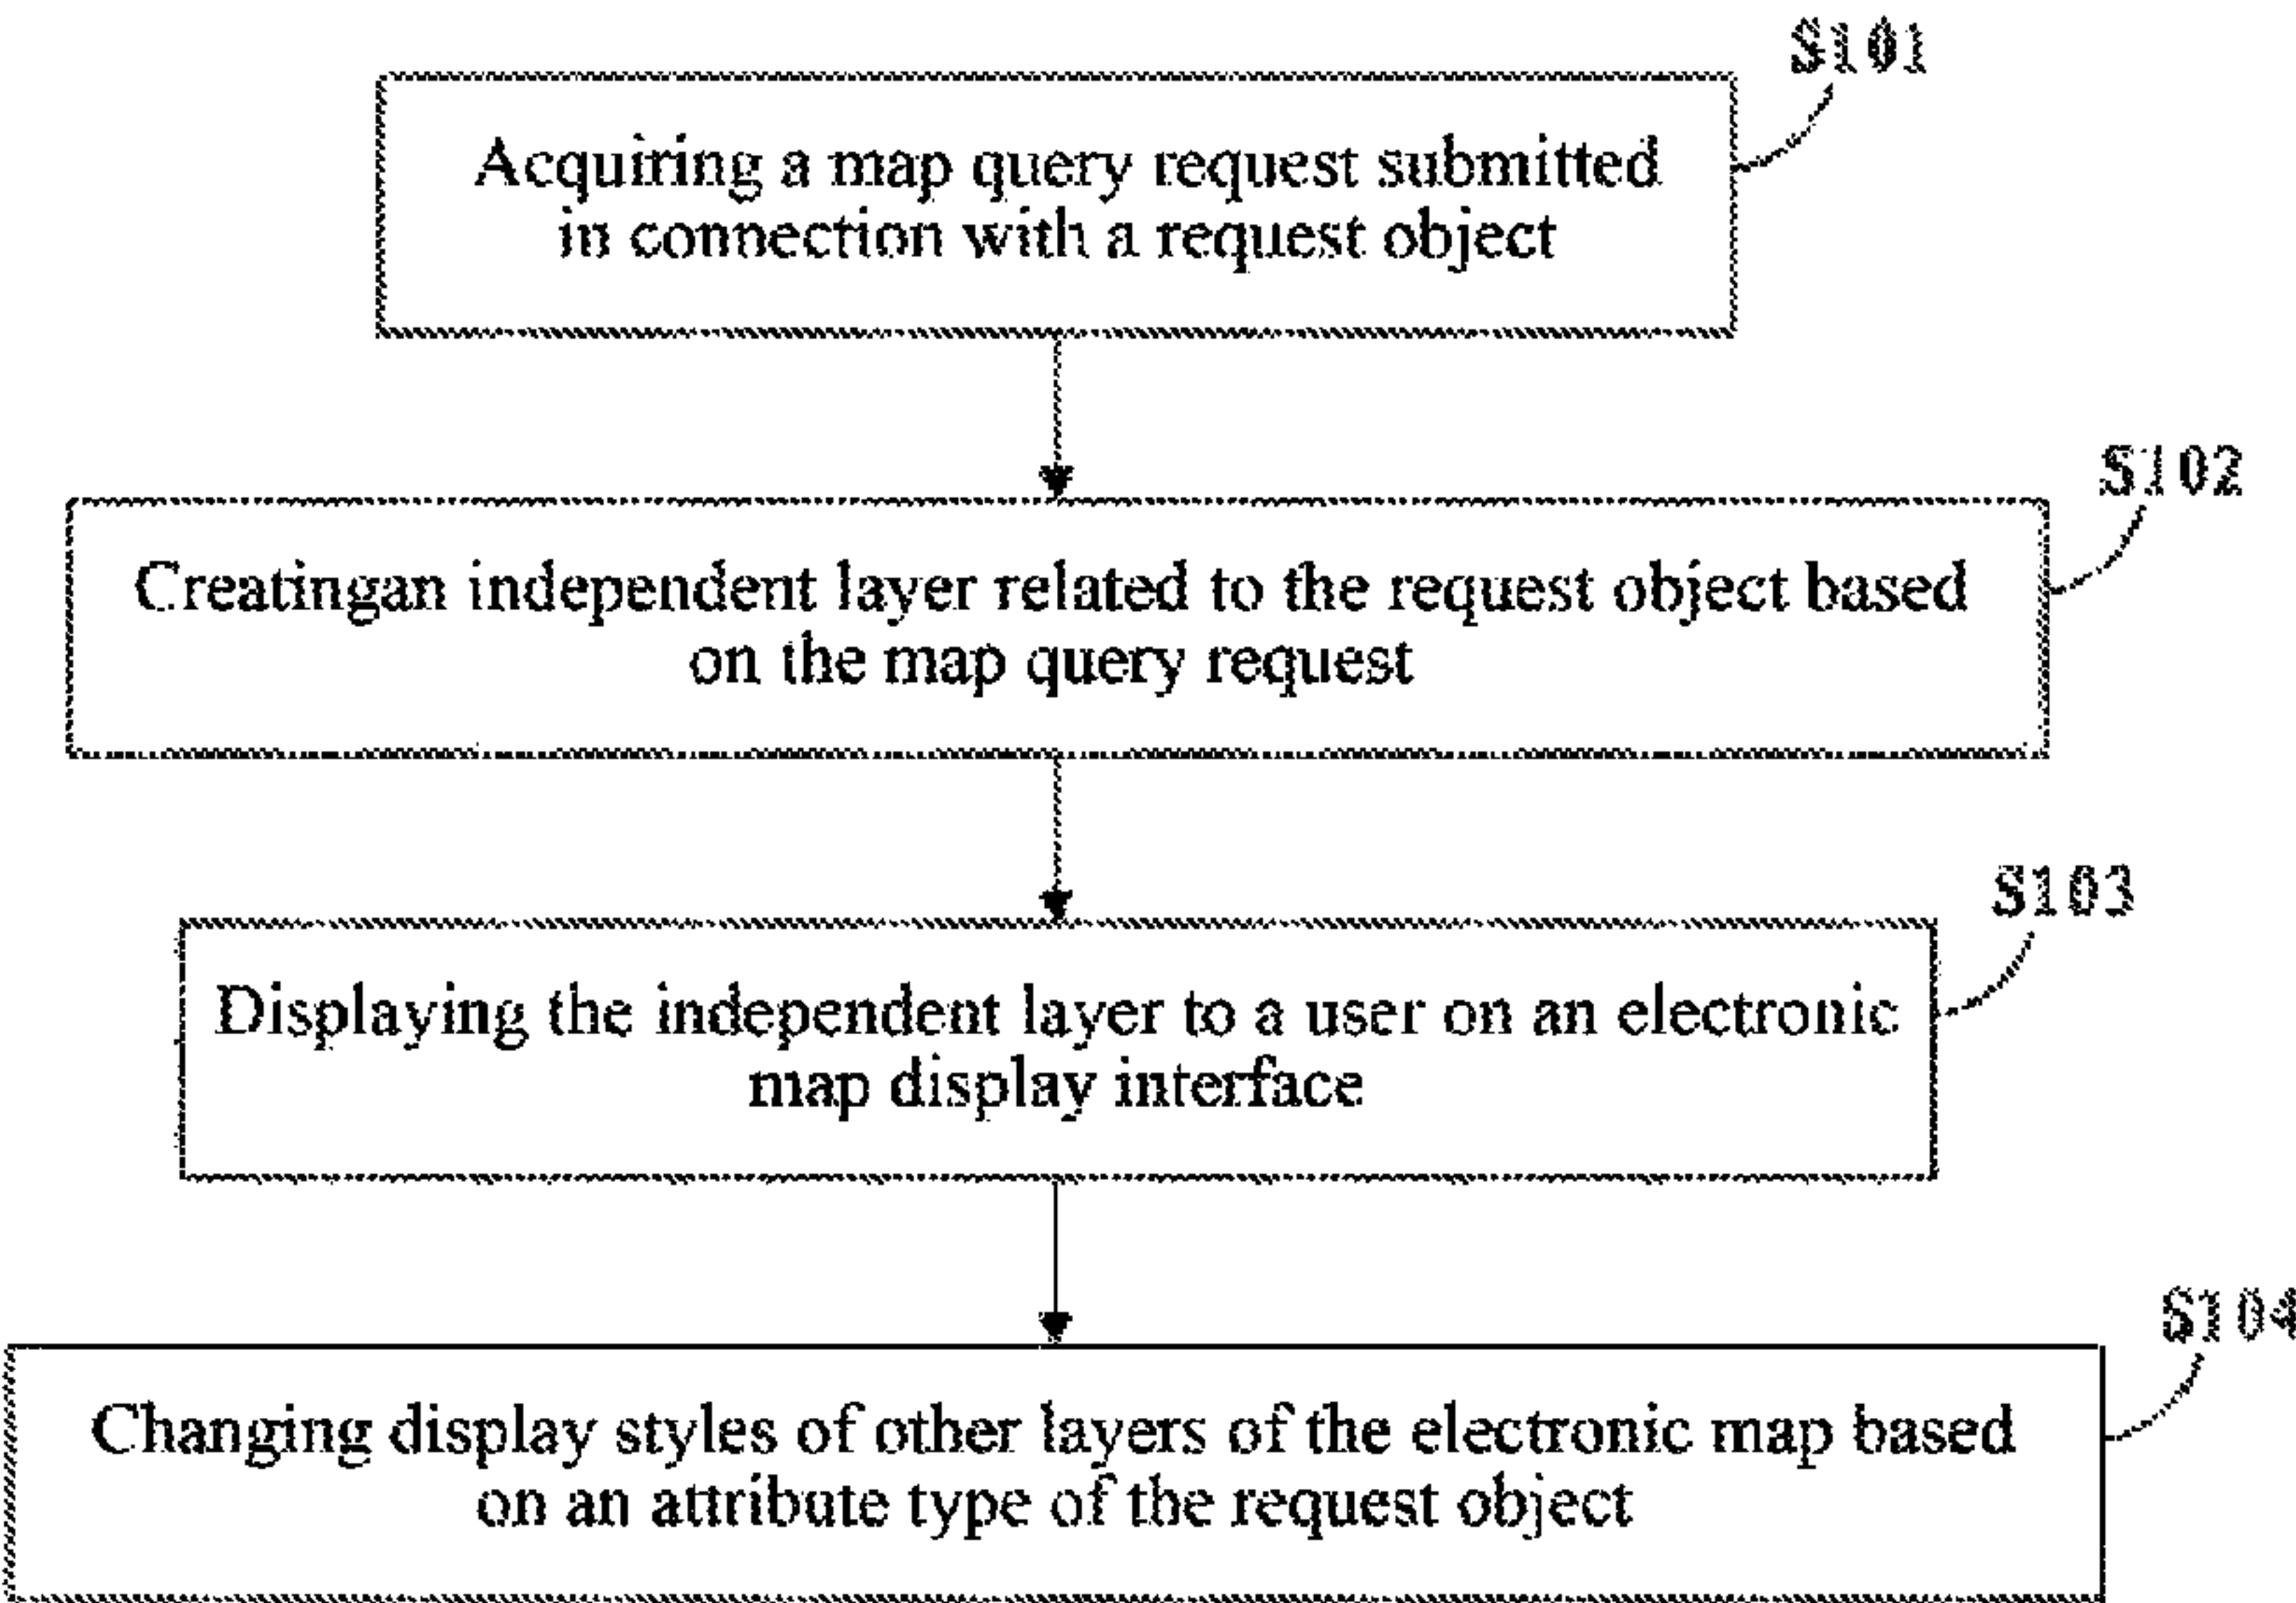 S101
Acquiring a map query request submitted
in connection with a request object
S102
Creatingan independent layer related to the request object based
on the map query request
S103
Displaying the independent layer to a user on an electronic
map display interface
S104
Changing display styles of other layers of the electronic map based
on an attribute type of the request object